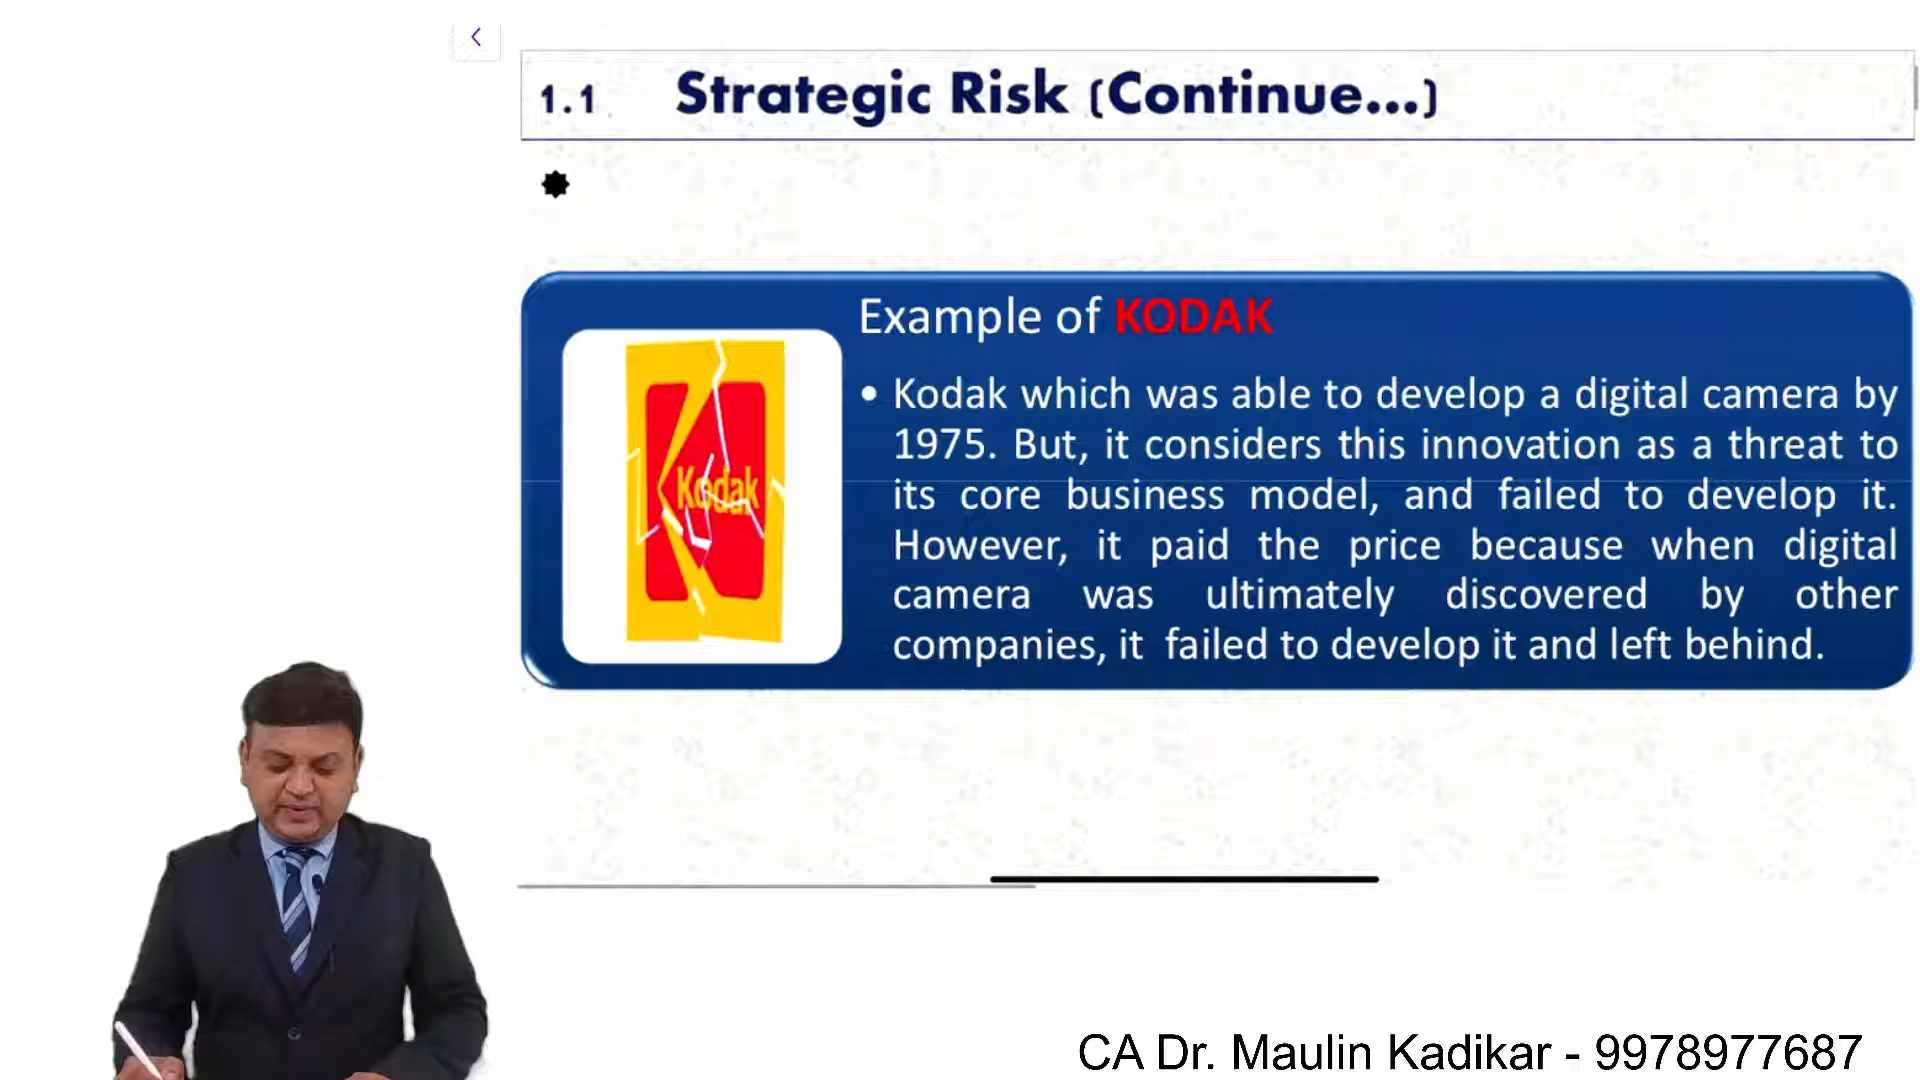 1.1 Strategic Risk (Continue...)
Example of KODAK
• Kodak which was able to develop a digital camera by
1975. But, it considers this innovation as a threat to
its core business model, and failed to develop it.
However, it paid the price because when digital
camera was ultimately discovered by other
companies, it failed to develop it and left behind.
Kodak
CA Dr. Maulin Kadikar - 9978977687